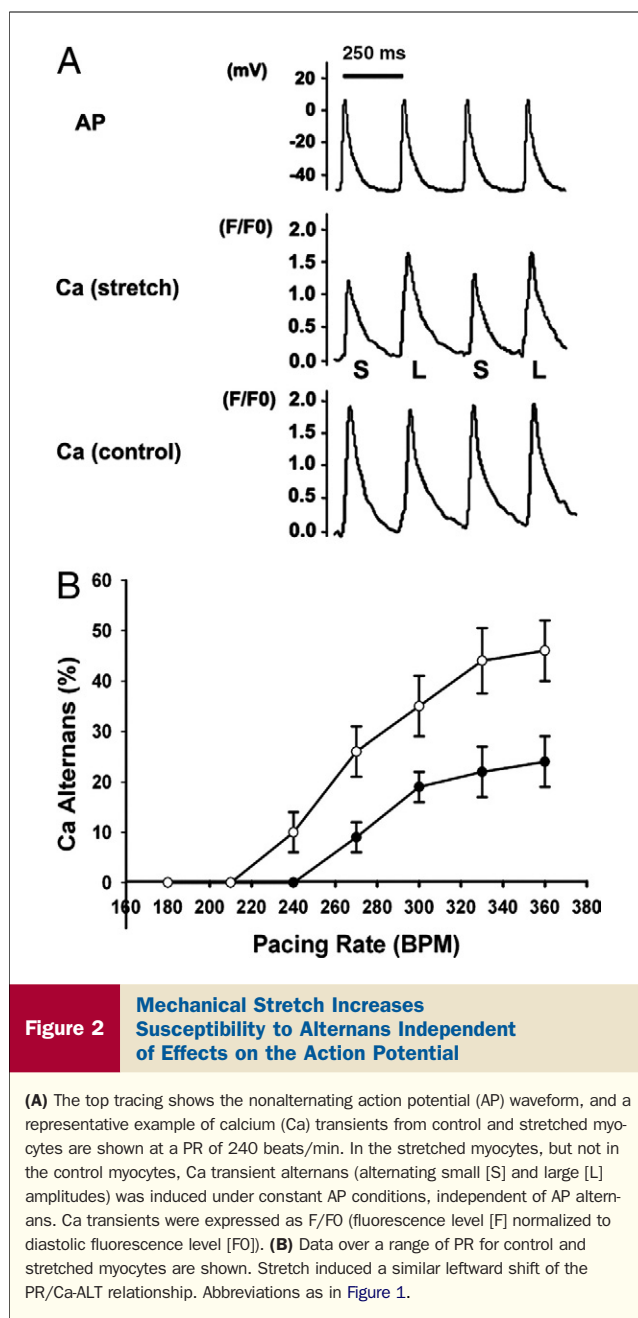 A
250 ms
(mV)
20
0
-20
-40
AP
(F/F0)
2.0
1.5
1.0
0.5
0.0
Ca (stretch)
S L S L
(F/F0)
2.0
1.5
1.0
0.5
0.0
Ca (control)
B
60
50
40
30
20
10
0
Ca Alternans (%)
160 180 200 220 240 260 280 300 320 340 360 380
Pacing Rate (BPM)
Figure 2
Mechanical Stretch Increases
Susceptibility to Alternans Independent
of Effects on the Action Potential
(A) The top tracing shows the nonalternating action potential (AP) waveform, and a
representative example of calcium (Ca) transients from control and stretched myo-
cytes are shown at a PR of 240 beats/min. In the stretched myocytes, but not in
the control myocytes, Ca transient alternans (alternating small [S] and large [L]
amplitudes) was induced under constant AP conditions, independent of AP altern-
ans. Ca transients were expressed as F/F0 (fluorescence level [F] normalized to
diastolic fluorescence level [F0]). (B) Data over a range of PR for control and
stretched myocytes are shown. Stretch induced a similar leftward shift of the
PR/Ca-ALT relationship. Abbreviations as in Figure 1.